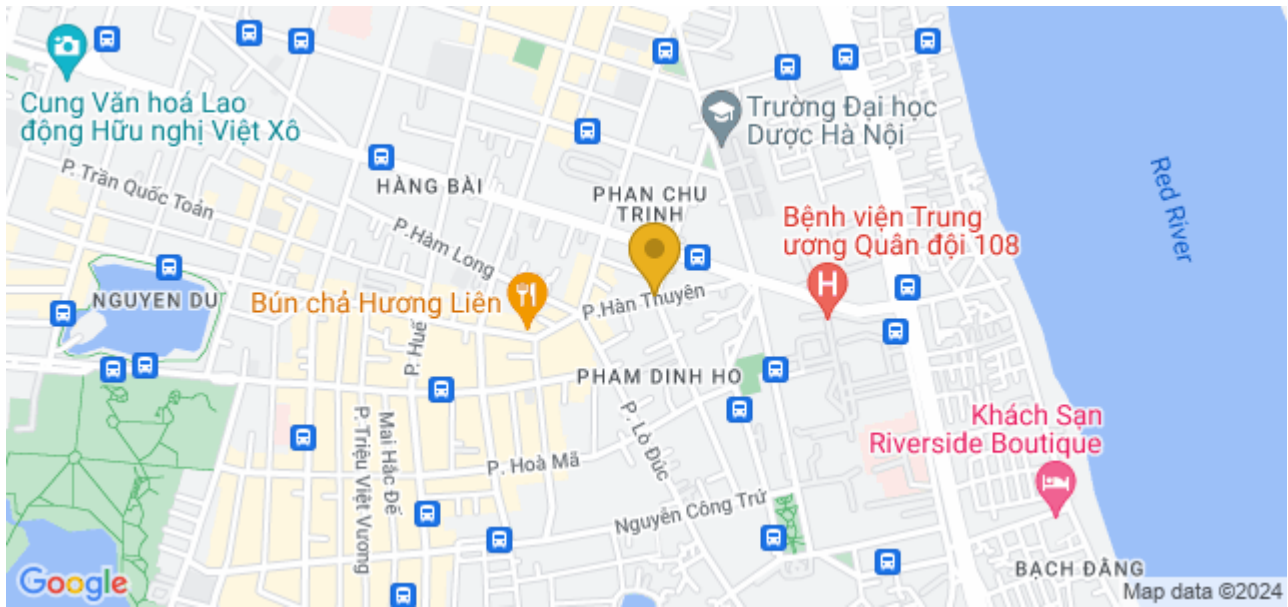 Cung Văn hoá Lao
động Hữu nghị Việt Xô
Trường Đại học
Dược Hà Nội
P. Trần Quốc Toản
HÀNG BÀI
PHAN CHU
TRINH
Red River
P.Hàm Long
Bệnh viện Trung
ương Quân đội 108
H
NGUYEN DU
Bún chả Hương Liên
P.Hàn Thuyên
P. Huế
PHAM DINH HO
P. Triệu Việt Vương
Mai Hắc Đế
P. Lò Đúc
Khách Sạn
Riverside Boutique
P. Hoà Mã
Nguyễn Công Trứ
BẠCH ĐẰNG
Google
Map data ©2024